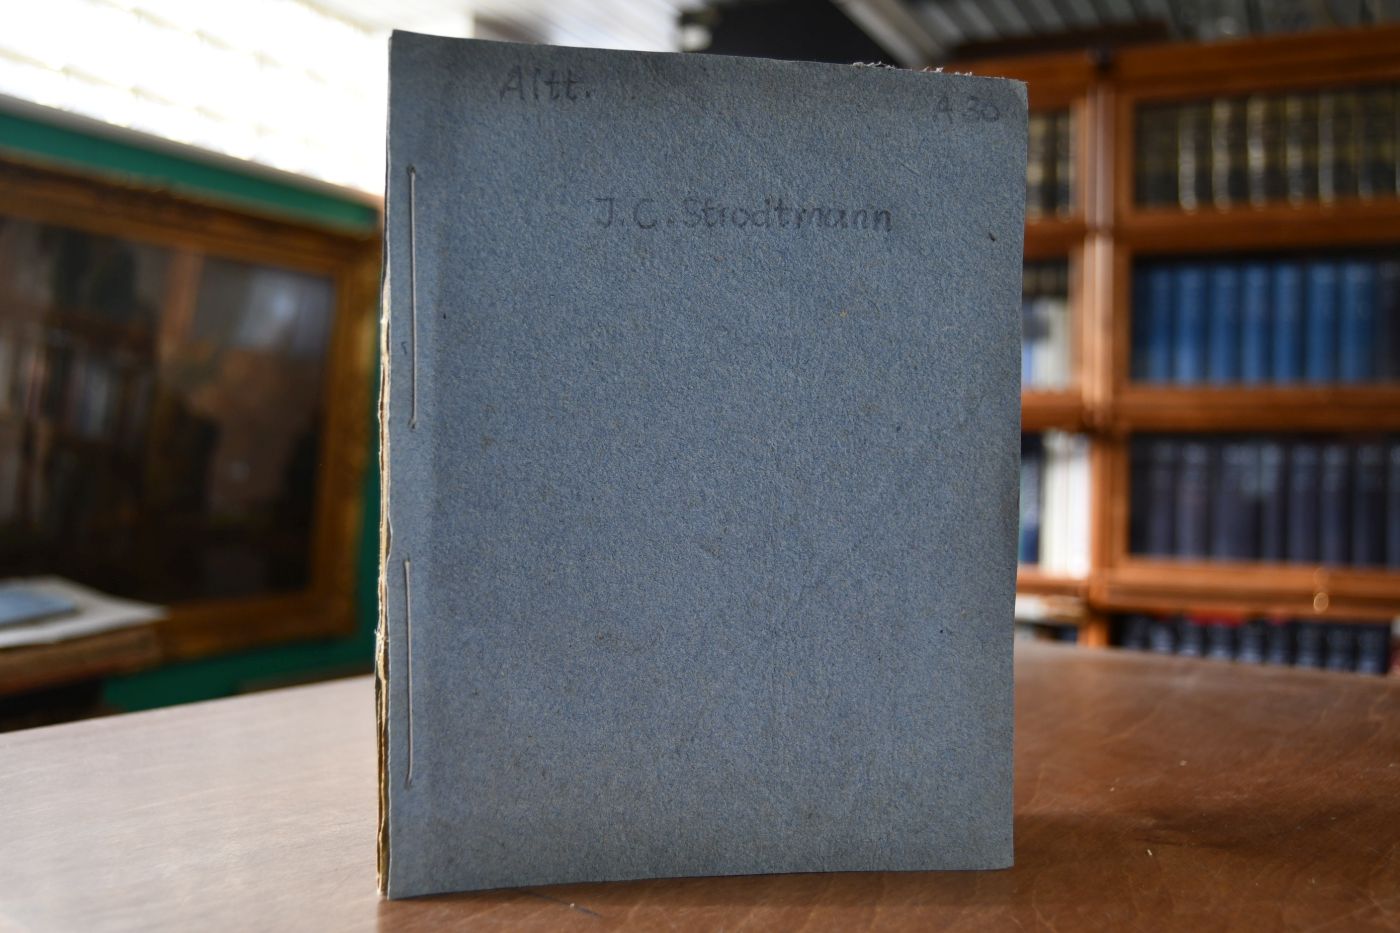 Altt.
A 30
J. C. Strodtmann